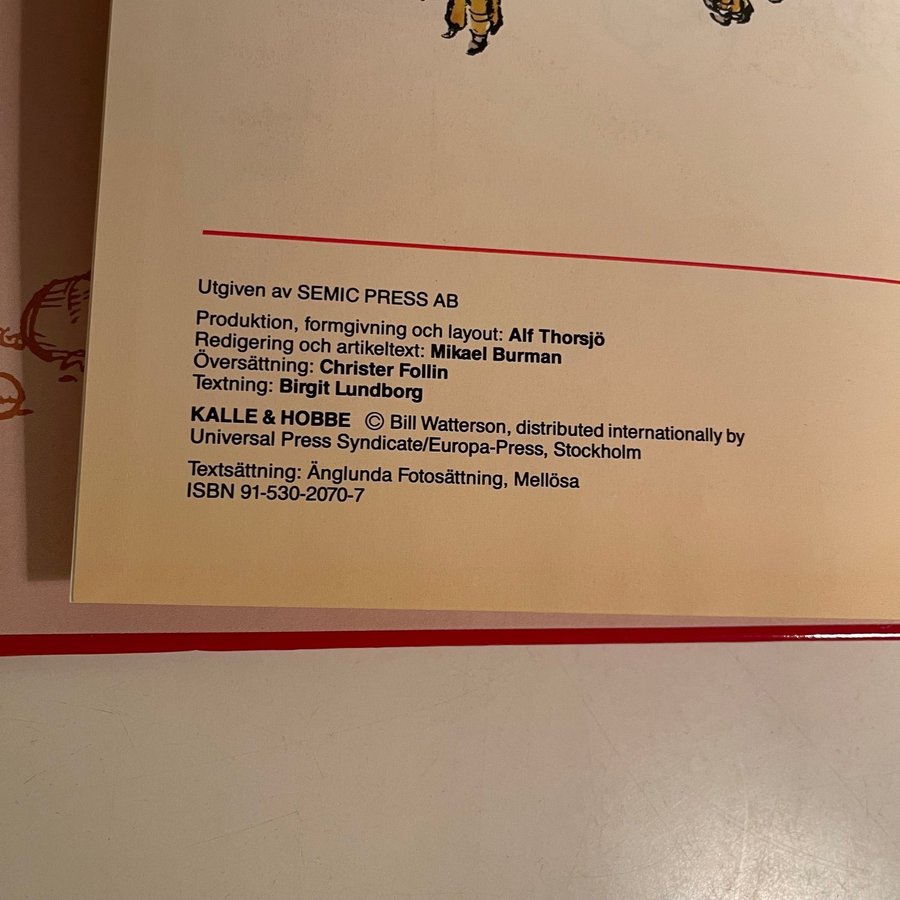 Utgiven av SEMIC PRESS AB
Produktion, formgivning och layout: Alf Thorsjö
Redigering och artikeltext: Mikael Burman
Översättning: Christer Follin
Textning: Birgit Lundborg
KALLE & HOBBE © Bill Watterson, distributed internationally by
Universal Press Syndicate/Europa-Press, Stockholm
Textsättning: Änglunda Fotosättning, Mellösa
ISBN 91-530-2070-7